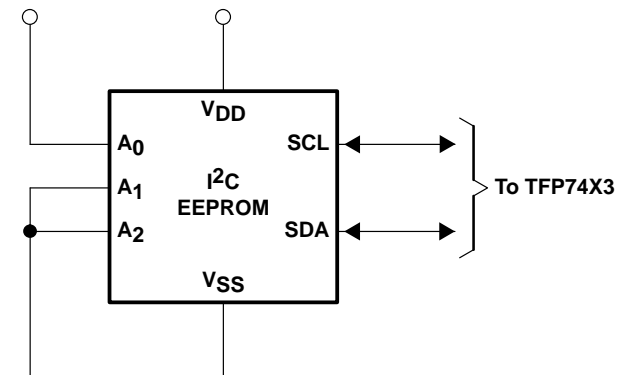 VDD
A0
SCL
A1
I2C
EEPROM
To TFP74X3
A2
SDA
VSS